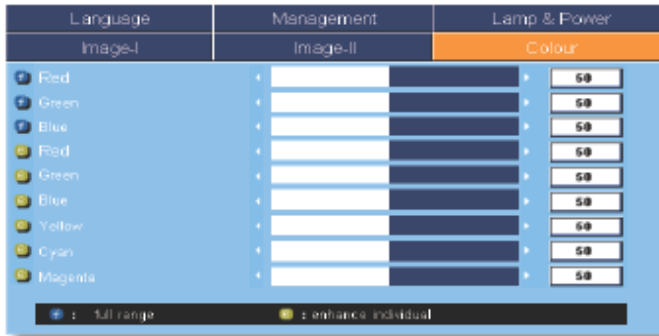 Language Management Lamp & Power
Image-I Image-II Colour
Red 50
Green 50
Blue 50
Red 50
Green 50
Blue 50
Yellow 50
Cyan 50
Magenta 50
: full range : enhance individual